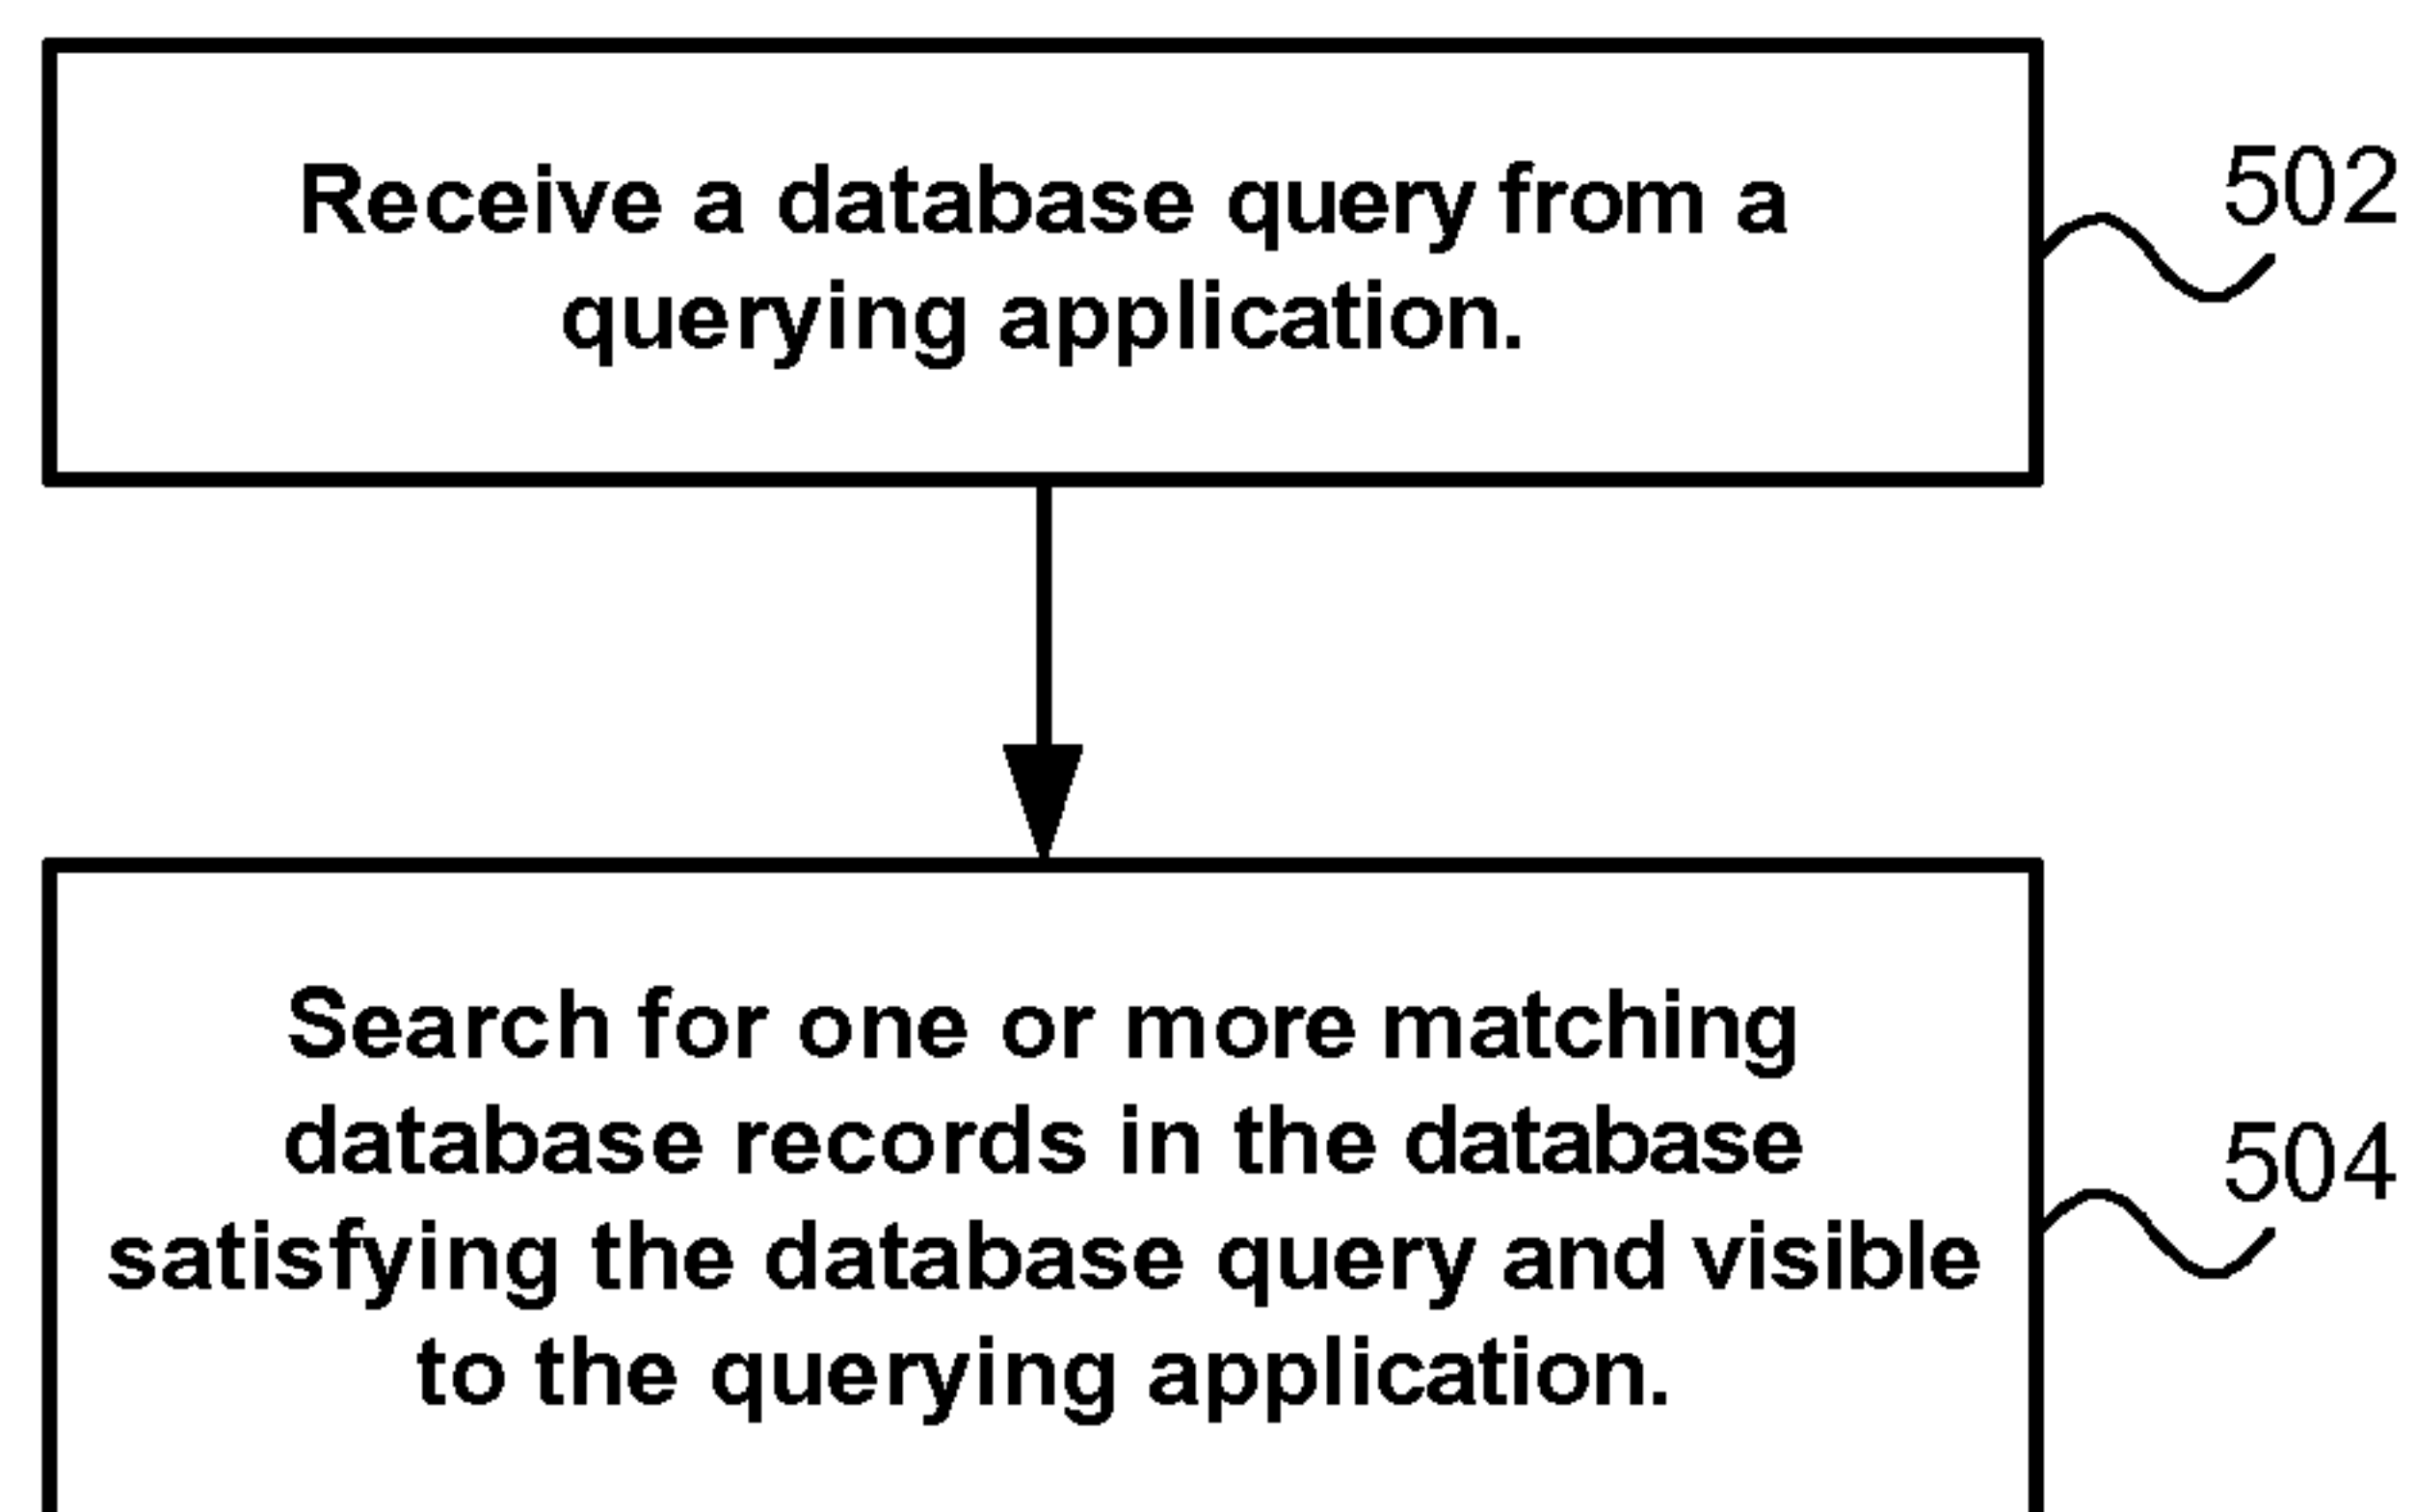 Receive a database query from a
querying application.
502
Search for one or more matching
database records in the database
satisfying the database query and visible
to the querying application.
504